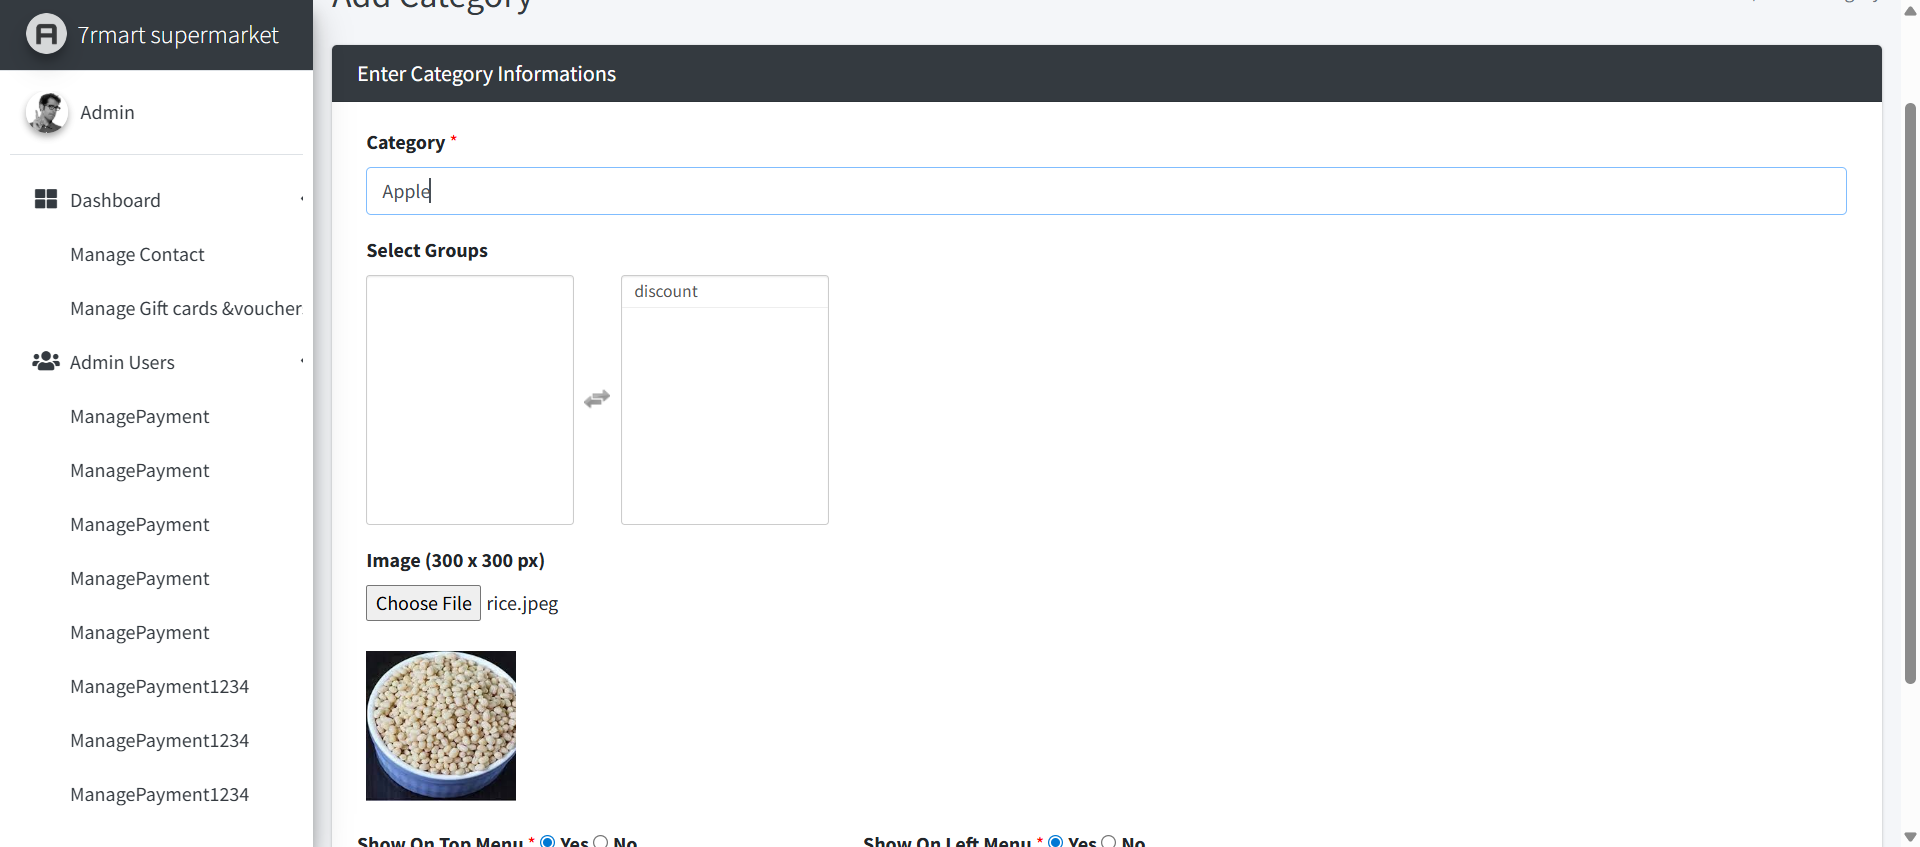 7rmart supermarket
Admin
Dashboard
Manage Contact
Manage Gift cards &voucher
Admin Users
ManagePayment
ManagePayment
ManagePayment
ManagePayment
ManagePayment
ManagePayment1234
ManagePayment1234
ManagePayment1234
Add Category
Enter Category Informations
Category *
Apple
Select Groups
discount
Image (300 x 300 px)
Choose File rice.jpeg
Show On Top Menu * Yes No
Show On Left Menu * Yes No